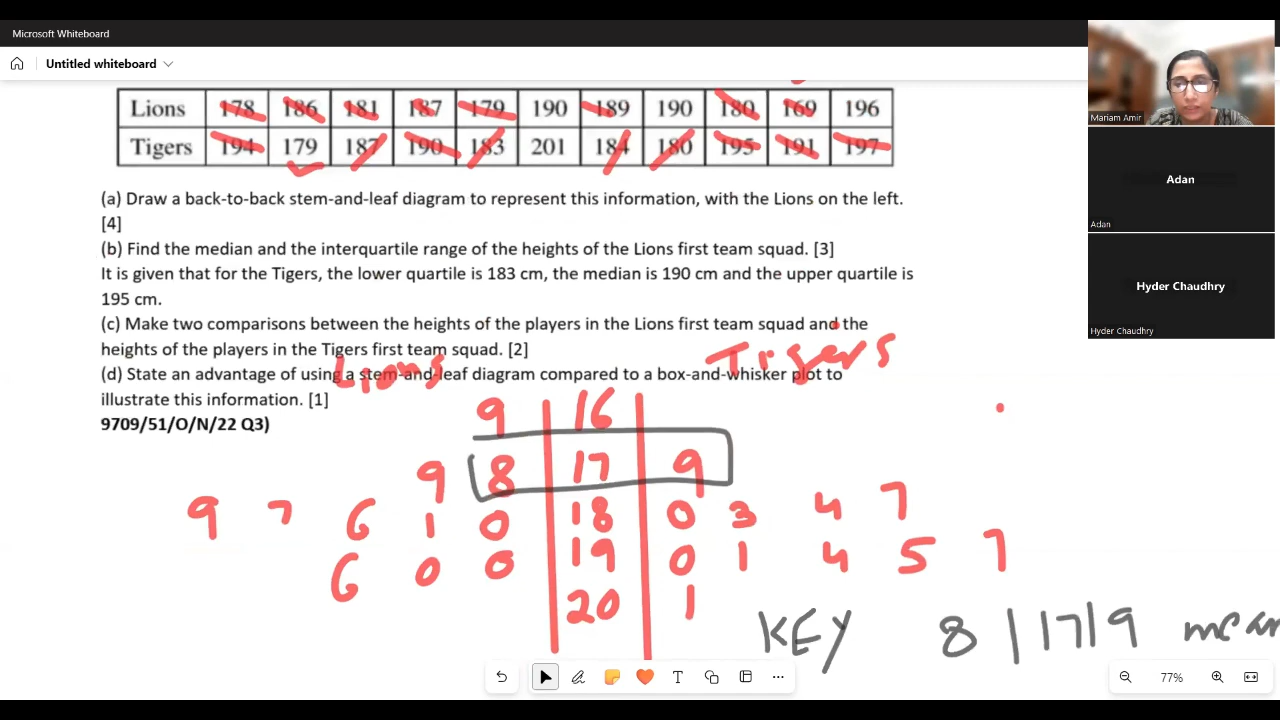 Microsoft Whiteboard
Untitled whiteboard
Lions 178 186 181 187 179 190 189 190 180 169 196
Tigers 194 179 187 190 183 201 184 180 195 191 197
(a) Draw a back-to-back stem-and-leaf diagram to represent this information, with the Lions on the left.
[4]
(b) Find the median and the interquartile range of the heights of the Lions first team squad. [3]
It is given that for the Tigers, the lower quartile is 183 cm, the median is 190 cm and the upper quartile is
195 cm.
(c) Make two comparisons between the heights of the players in the Lions first team squad and the
heights of the players in the Tigers first team squad. [2]
(d) State an advantage of using a stem-and-leaf diagram compared to a box-and-whisker plot to
illustrate this information. [1]
9709/51/O/N/22 Q3)
Lions Tigers
9 | 16 |
9 8 | 17 | 9
9 7 6 1 0 | 18 | 0 3 4 7
6 0 0 | 19 | 0 1 4 5 7
20 | 1
KEY 8 | 17 | 9
77%
Mariam Amir
Adan
Adan
Hyder Chaudhry
Hyder Chaudhry